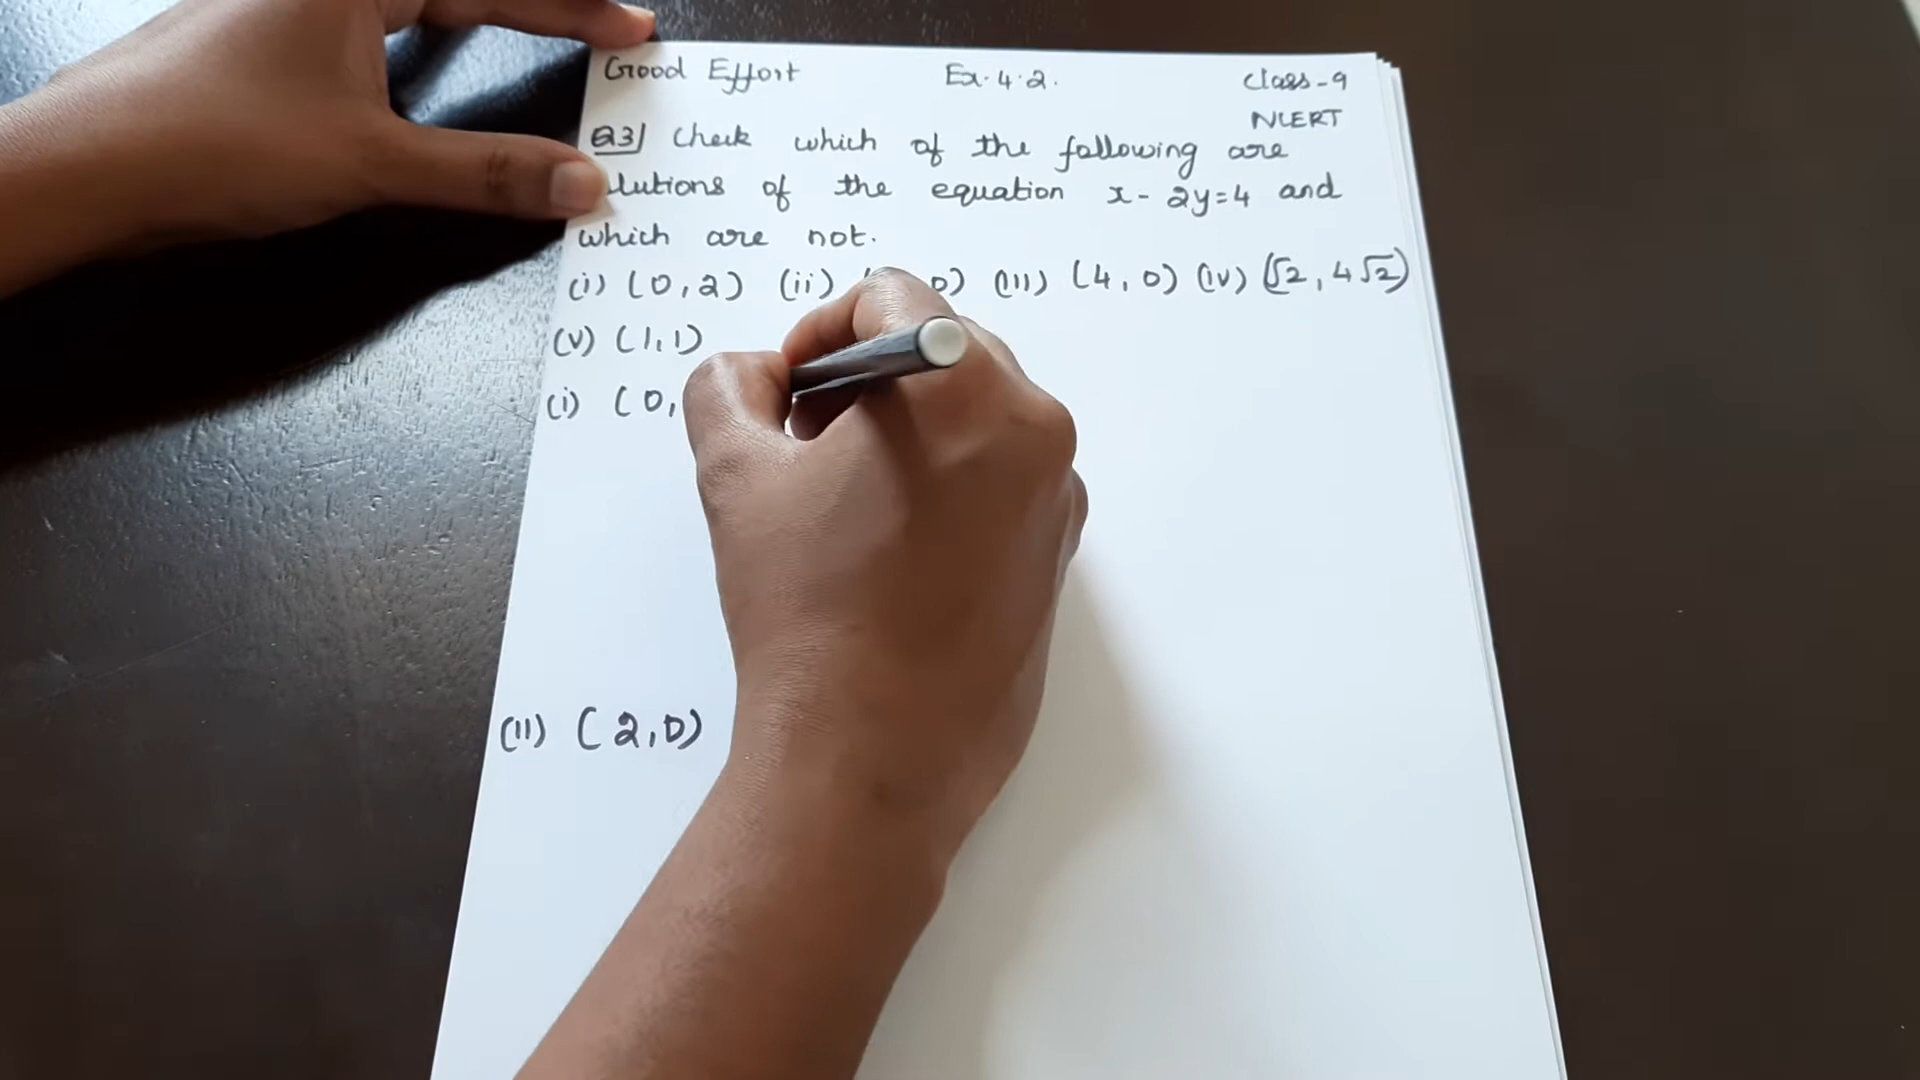 Good Effort Ex. 4.2. Class-9
NCERT
Q3) Check which of the following are
lutions of the equation x - 2y=4 and
which are not.
(i) (0,2) (ii) ( 0) (III) (4,0) (IV) (√2, 4√2)
(V) (1,1)
(i) (0,
(II) (2,0)